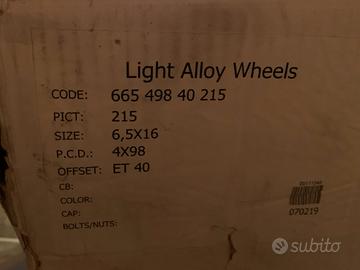 Light Alloy Wheels
CODE: 665 498 40 215
PICT: 215
SIZE: 6,5X16
P.C.D.: 4X98
OFFSET: ET 40
CB:
COLOR:
CAP:
BOLTS/NUTS:
070219
subito